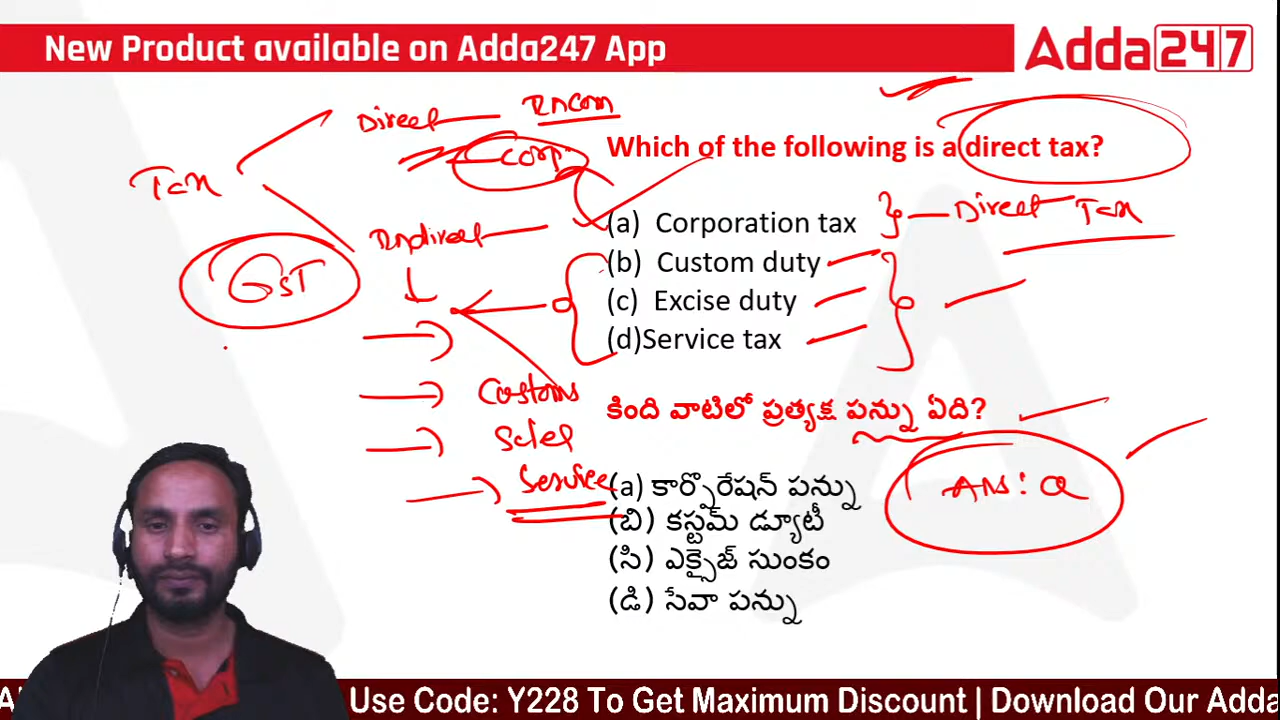 New Product available on Adda247 App
Adda247
Direct
Tax
Corp
Which of the following is a direct tax?
(a) Corporation tax
Direct Tax
Indirect
(b) Custom duty
GST
(c) Excise duty
(d)Service tax
Customs
కింది వాటిలో ప్రత్యక్ష పన్ను ఏది?
Sales
Service
(a) కార్పొరేషన్ పన్ను
Ans: a
(బి) కస్టమ్ డ్యూటీ
(సి) ఎక్సైజ్ సుంకం
(డి) సేవా పన్ను
Use Code: Y228 To Get Maximum Discount | Download Our Adda